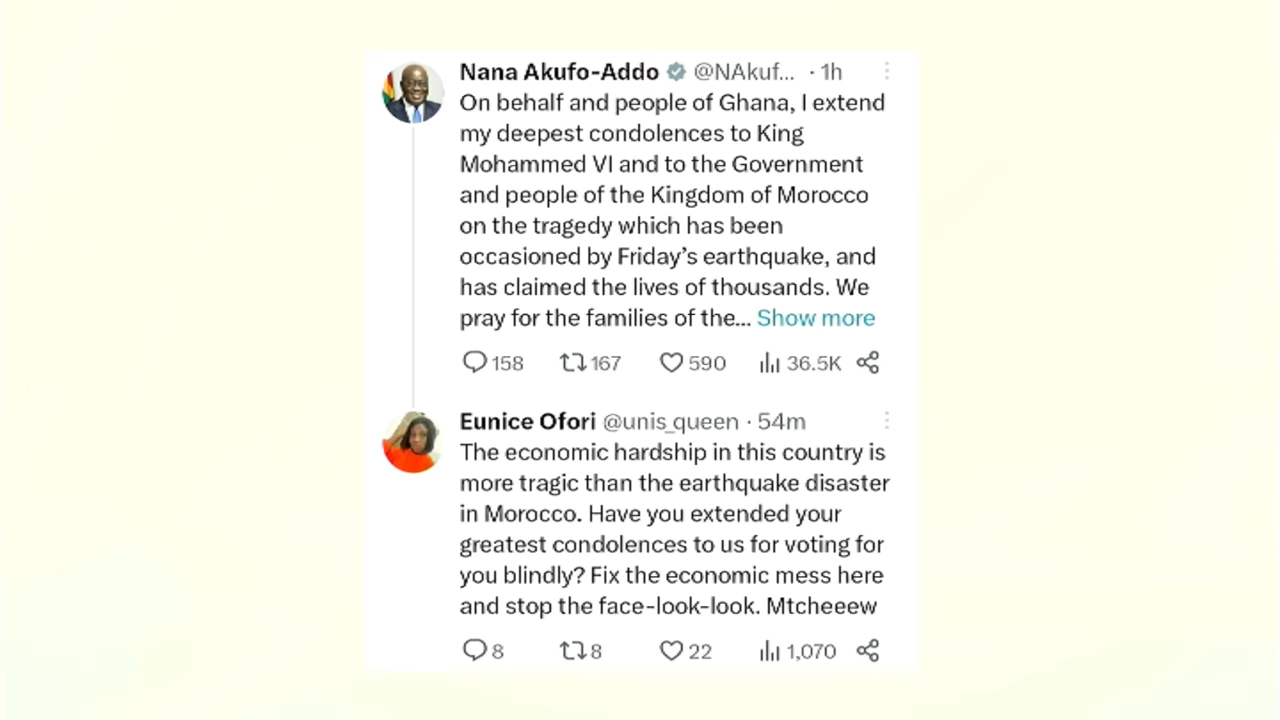 Nana Akufo-Addo @NAkuf... · 1h
On behalf and people of Ghana, I extend
my deepest condolences to King
Mohammed VI and to the Government
and people of the Kingdom of Morocco
on the tragedy which has been
occasioned by Friday’s earthquake, and
has claimed the lives of thousands. We
pray for the families of the... Show more
158 167 590 36.5K
Eunice Ofori @unis_queen · 54m
The economic hardship in this country is
more tragic than the earthquake disaster
in Morocco. Have you extended your
greatest condolences to us for voting for
you blindly? Fix the economic mess here
and stop the face-look-look. Mtcheeew
8 8 22 1,070